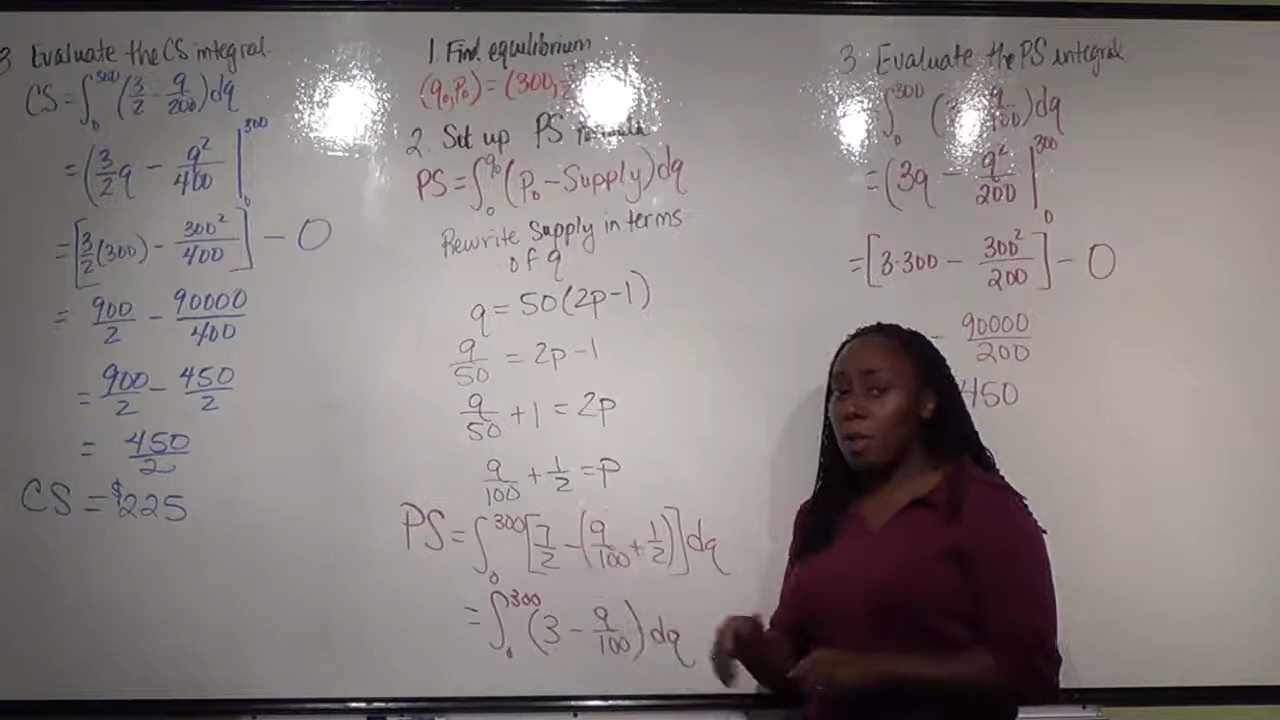 3 Evaluate the CS integral.
CS = ∫₀³⁰⁰ (3/2 - q/200) dq
= (3/2 q - q²/400 |₀³⁰⁰
= [3/2 (300) - 300²/400] - 0
= 900/2 - 90000/400
= 900/2 - 450/2
= 450/2
CS = $225
1. Find equilibrium
(q₀, p₀) = (300,
2. Set up PS formula
PS = ∫₀^q₀ (p₀ - Supply) dq
Rewrite Supply in terms
of q
q = 50(2p-1)
q/50 = 2p-1
q/50 + 1 = 2p
q/100 + 1/2 = p
PS = ∫₀³⁰⁰ [7/2 - (q/100 + 1/2)] dq
= ∫₀³⁰⁰ (3 - q/100) dq
3. Evaluate the PS integral
∫₀³⁰⁰ ( q/100) dq
= (3q - q²/200 |₀³⁰⁰
= [3·300 - 300²/200] - 0
- 90000/200
450